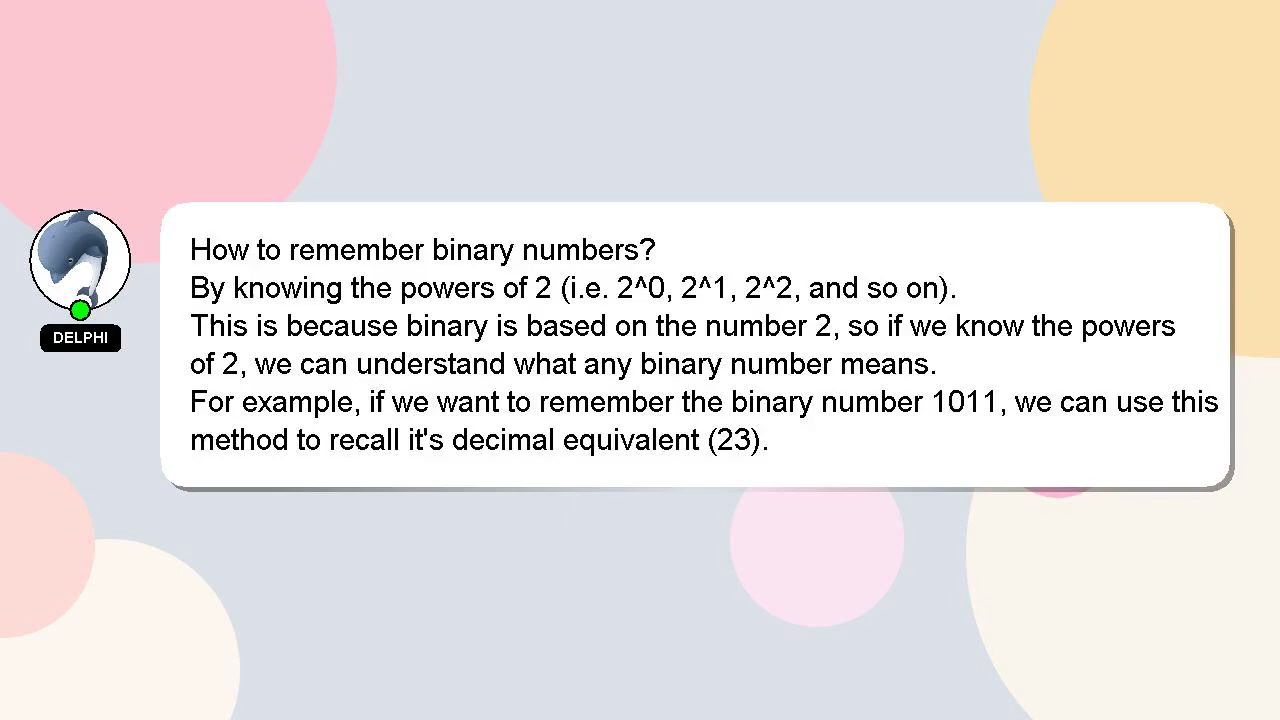 How to remember binary numbers?
By knowing the powers of 2 (i.e. 2^0, 2^1, 2^2, and so on).
This is because binary is based on the number 2, so if we know the powers
of 2, we can understand what any binary number means.
For example, if we want to remember the binary number 1011, we can use this
method to recall it's decimal equivalent (23).
DELPHI